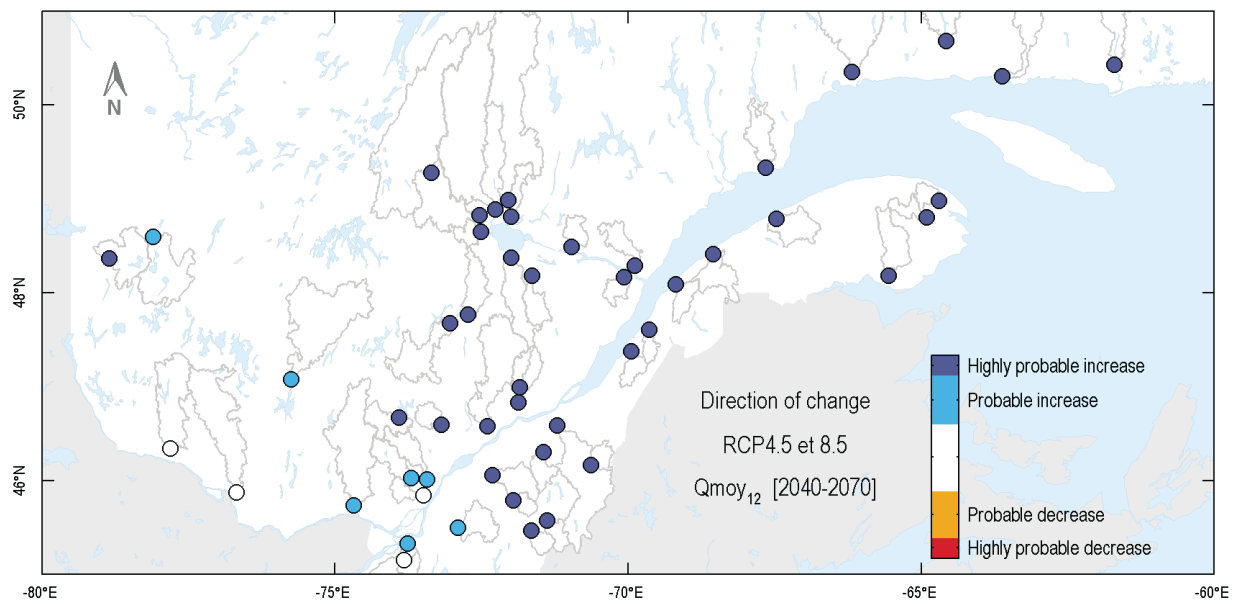 N
50°N
48°N
46°N
Highly probable increase
Probable increase
Direction of change
RCP4.5 et 8.5
Qmoy12 [2040-2070]
Probable decrease
Highly probable decrease
-80°E
-75°E
-70°E
-65°E
-60°E